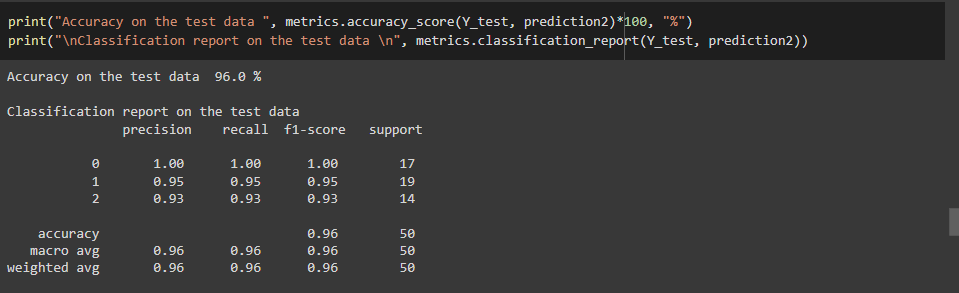 print("Accuracy on the test data ", metrics.accuracy_score(Y_test, prediction2)*100, "%")
print("\nClassification report on the test data \n", metrics.classification_report(Y_test, prediction2))
Accuracy on the test data  96.0 %
Classification report on the test data
precision    recall  f1-score   support
0       1.00      1.00      1.00        17
1       0.95      0.95      0.95        19
2       0.93      0.93      0.93        14
accuracy                           0.96        50
macro avg       0.96      0.96      0.96        50
weighted avg       0.96      0.96      0.96        50